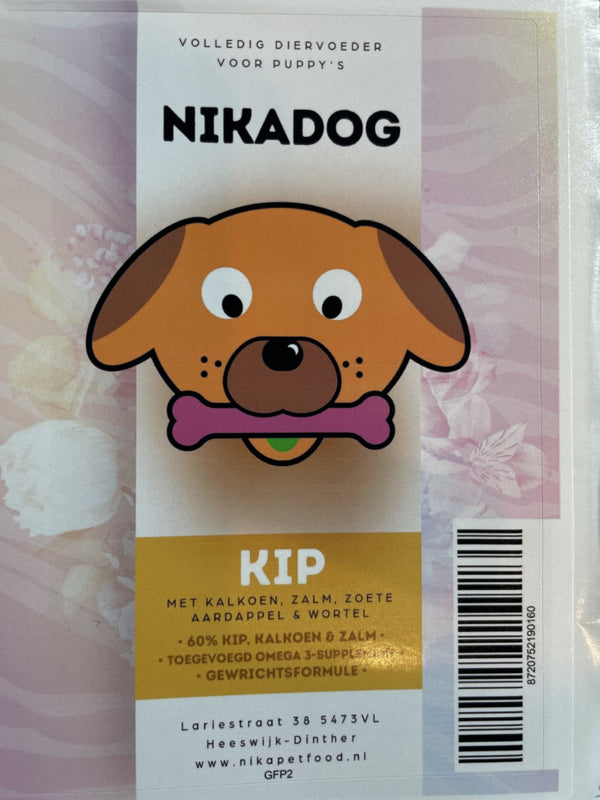 VOLLEDIG DIERVOEDER
VOOR PUPPY'S
NIKADOG
KIP
MET KALKOEN, ZALM, ZOETE
AARDAPPEL & WORTEL
• 60% KIP, KALKOEN & ZALM •
• TOEGEVOEGD OMEGA 3-SUPPLEMENT •
• GEWRICHTSFORMULE •
Lariestraat 38 5473VL
Heeswijk-Dinther
www.nikapetfood.nl
GFP2
8720752190160